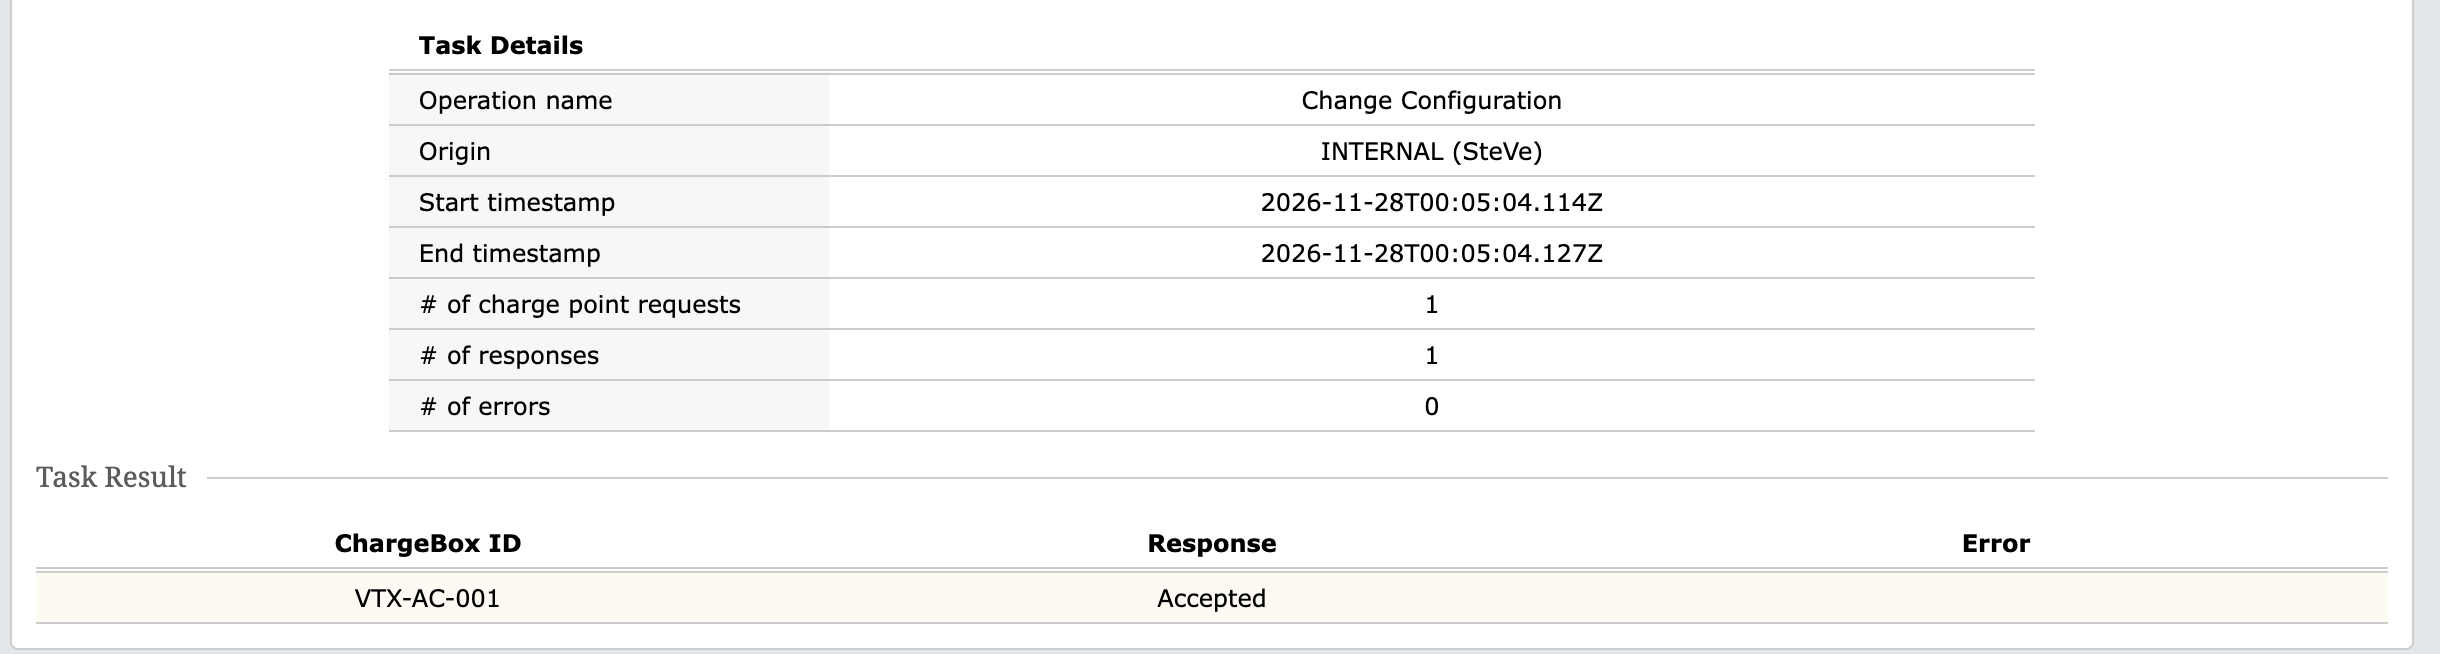 Task Details
Operation name Change Configuration
Origin INTERNAL (SteVe)
Start timestamp 2026-11-28T00:05:04.114Z
End timestamp 2026-11-28T00:05:04.127Z
# of charge point requests 1
# of responses 1
# of errors 0
Task Result
ChargeBox ID Response Error
VTX-AC-001 Accepted